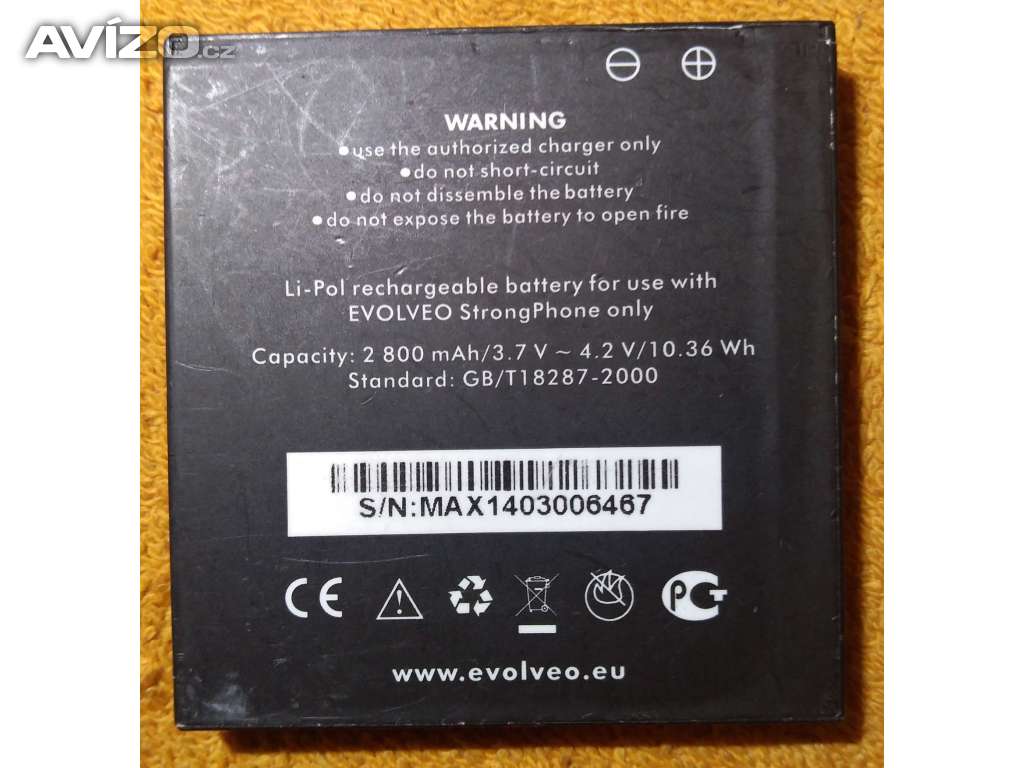 AVÍZO.cz
WARNING
•use the authorized charger only
•do not short-circuit
•do not dissemble the battery
•do not expose the battery to open fire
Li-Pol rechargeable battery for use with
EVOLVEO StrongPhone only
Capacity: 2 800 mAh/3.7 V ~ 4.2 V/10.36 Wh
Standard: GB/T18287-2000
S/N:MAX1403006467
CE
PCT
www.evolveo.eu